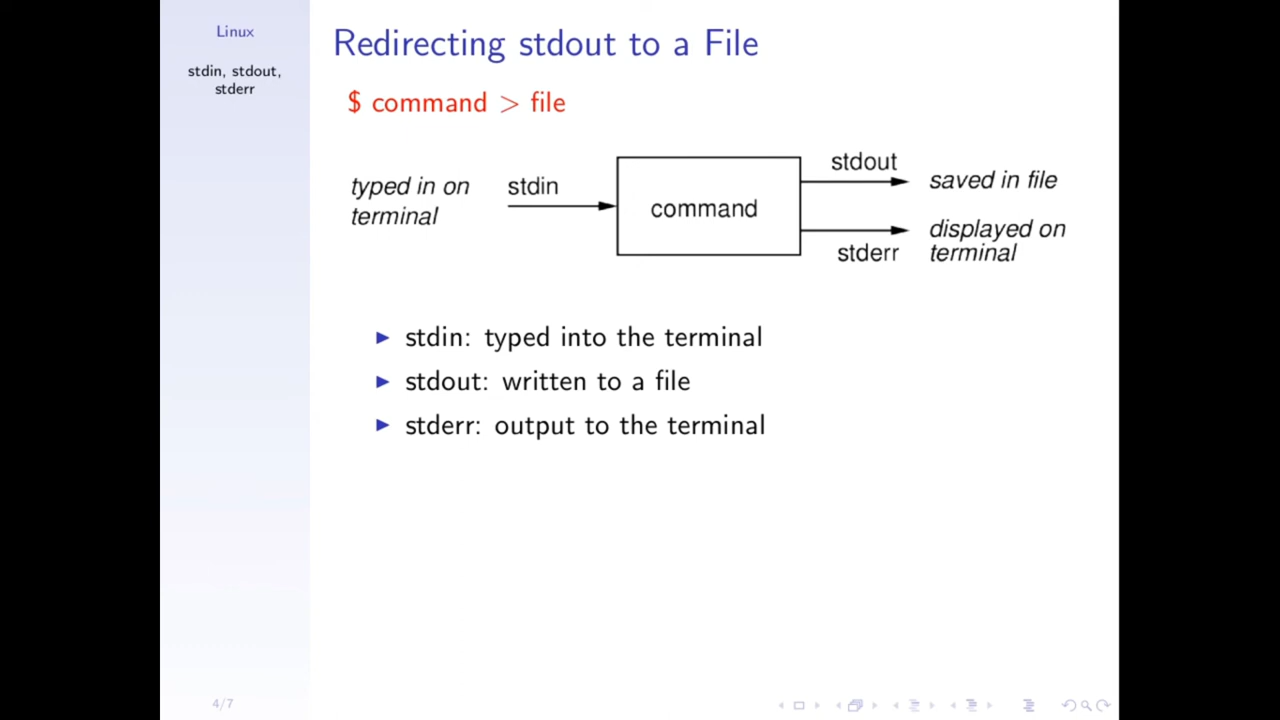 Linux
stdin, stdout,
stderr
Redirecting stdout to a File
$ command > file
typed in on
terminal
stdin
command
stdout
saved in file
stderr
displayed on
terminal
▶ stdin: typed into the terminal
▶ stdout: written to a file
▶ stderr: output to the terminal
4/7